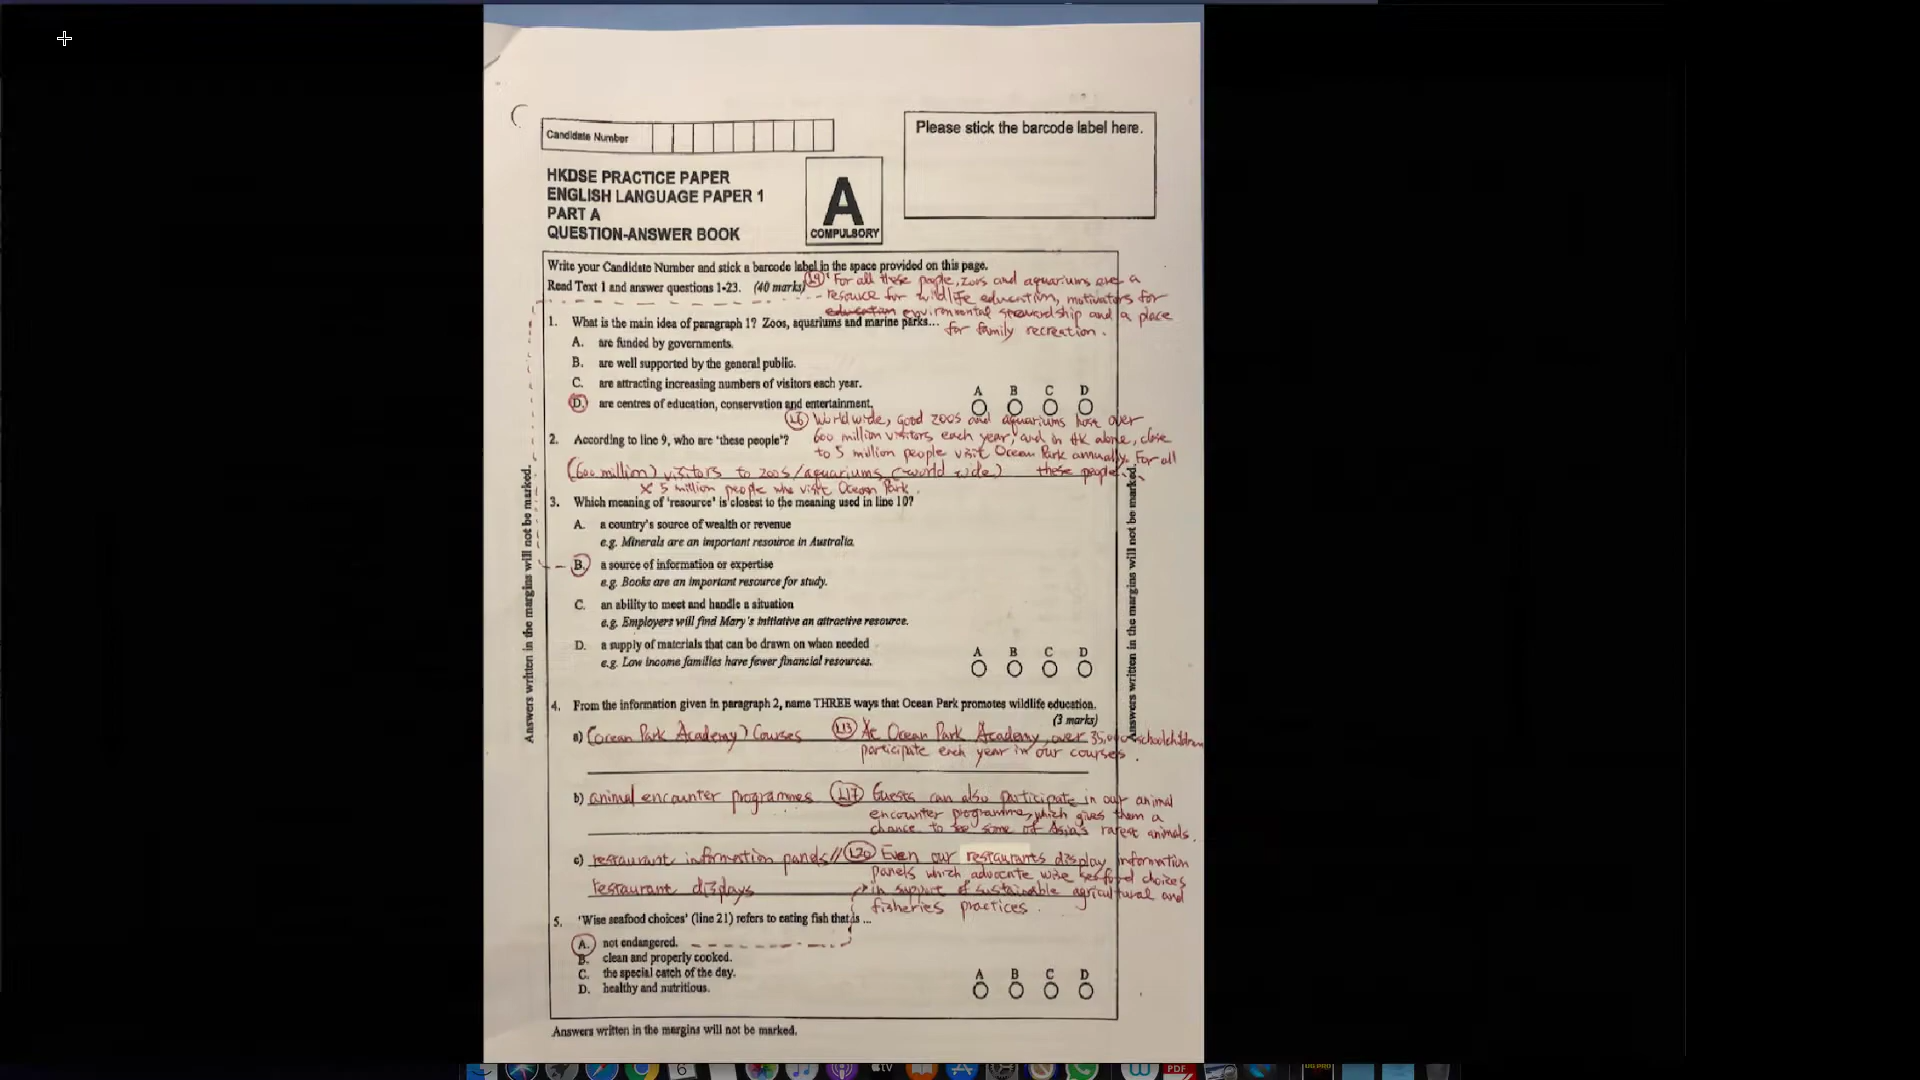 Candidate Number
Please stick the barcode label here.
HKDSE PRACTICE PAPER
ENGLISH LANGUAGE PAPER 1
PART A
QUESTION-ANSWER BOOK
A
COMPULSORY
Write your Candidate Number and stick a barcode label in the space provided on this page.
Read Text 1 and answer questions 1-23. (40 marks)
L9 'For all these people, zoos and aquariums are a
resource for wildlife education, motivators for
education environmental stewardship and a place
for family recreation.
1. What is the main idea of paragraph 1? Zoos, aquariums and marine parks…
A. are funded by governments.
B. are well supported by the general public.
C. are attracting increasing numbers of visitors each year.
D. are centres of education, conservation and entertainment.
A B C D
L6 Worldwide, good zoos and aquariums host over
600 million visitors each year, and in HK alone, close
to 5 million people visit Ocean Park annually. For all
these people..
2. According to line 9, who are 'these people'?
(600 million) visitors to zoos/aquariums (world wide)
5 million people who visit Ocean Park.
3. Which meaning of 'resource' is closest to the meaning used in line 10?
A. a country's source of wealth or revenue
e.g. Minerals are an important resource in Australia.
B. a source of information or expertise
e.g. Books are an important resource for study.
C. an ability to meet and handle a situation
e.g. Employers will find Mary's initiative an attractive resource.
D. a supply of materials that can be drawn on when needed
e.g. Low income families have fewer financial resources.
A B C D
4. From the information given in paragraph 2, name THREE ways that Ocean Park promotes wildlife education.
(3 marks)
a) (Ocean Park Academy) Courses L13 At Ocean Park Academy, over 35,000 schoolchildren
participate each year in our courses.
b) animal encounter programmes L17 Guests can also participate in our animal
encounter programme, which gives them a
chance to see some of Asia's rarest animals.
c) restaurant information panels// L20 Even our restaurants display information
panels which advocate wise seafood choices
restaurant displays in support of sustainable agricultural and
fisheries practices.
5. 'Wise seafood choices' (line 21) refers to eating fish that is …
A. not endangered.
B. clean and properly cooked.
C. the special catch of the day.
D. healthy and nutritious.
A B C D
Answers written in the margins will not be marked.
Answers written in the margins will not be marked.
Answers written in the margins will not be marked.
6
tv
PDF